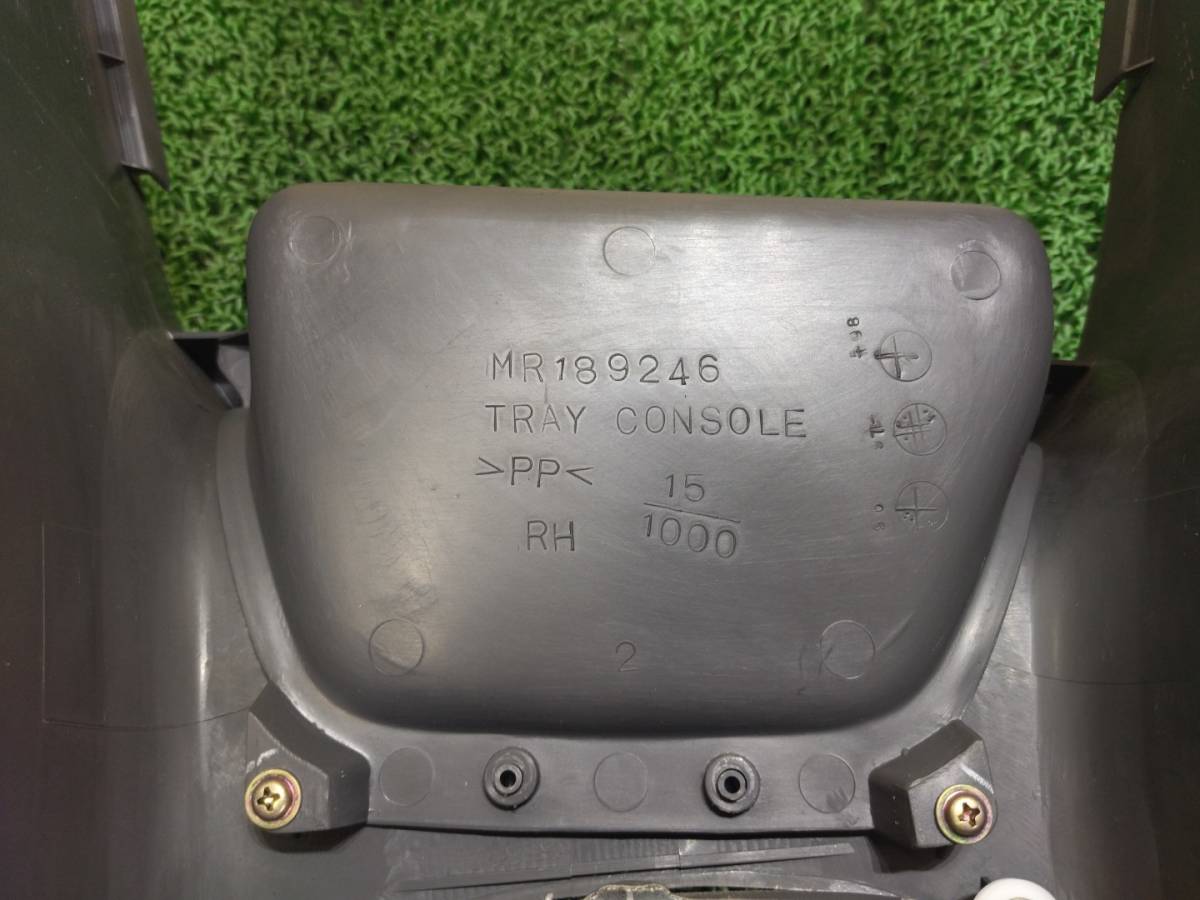 MR189246
TRAY CONSOLE
>PP<
RH
15
1000
2